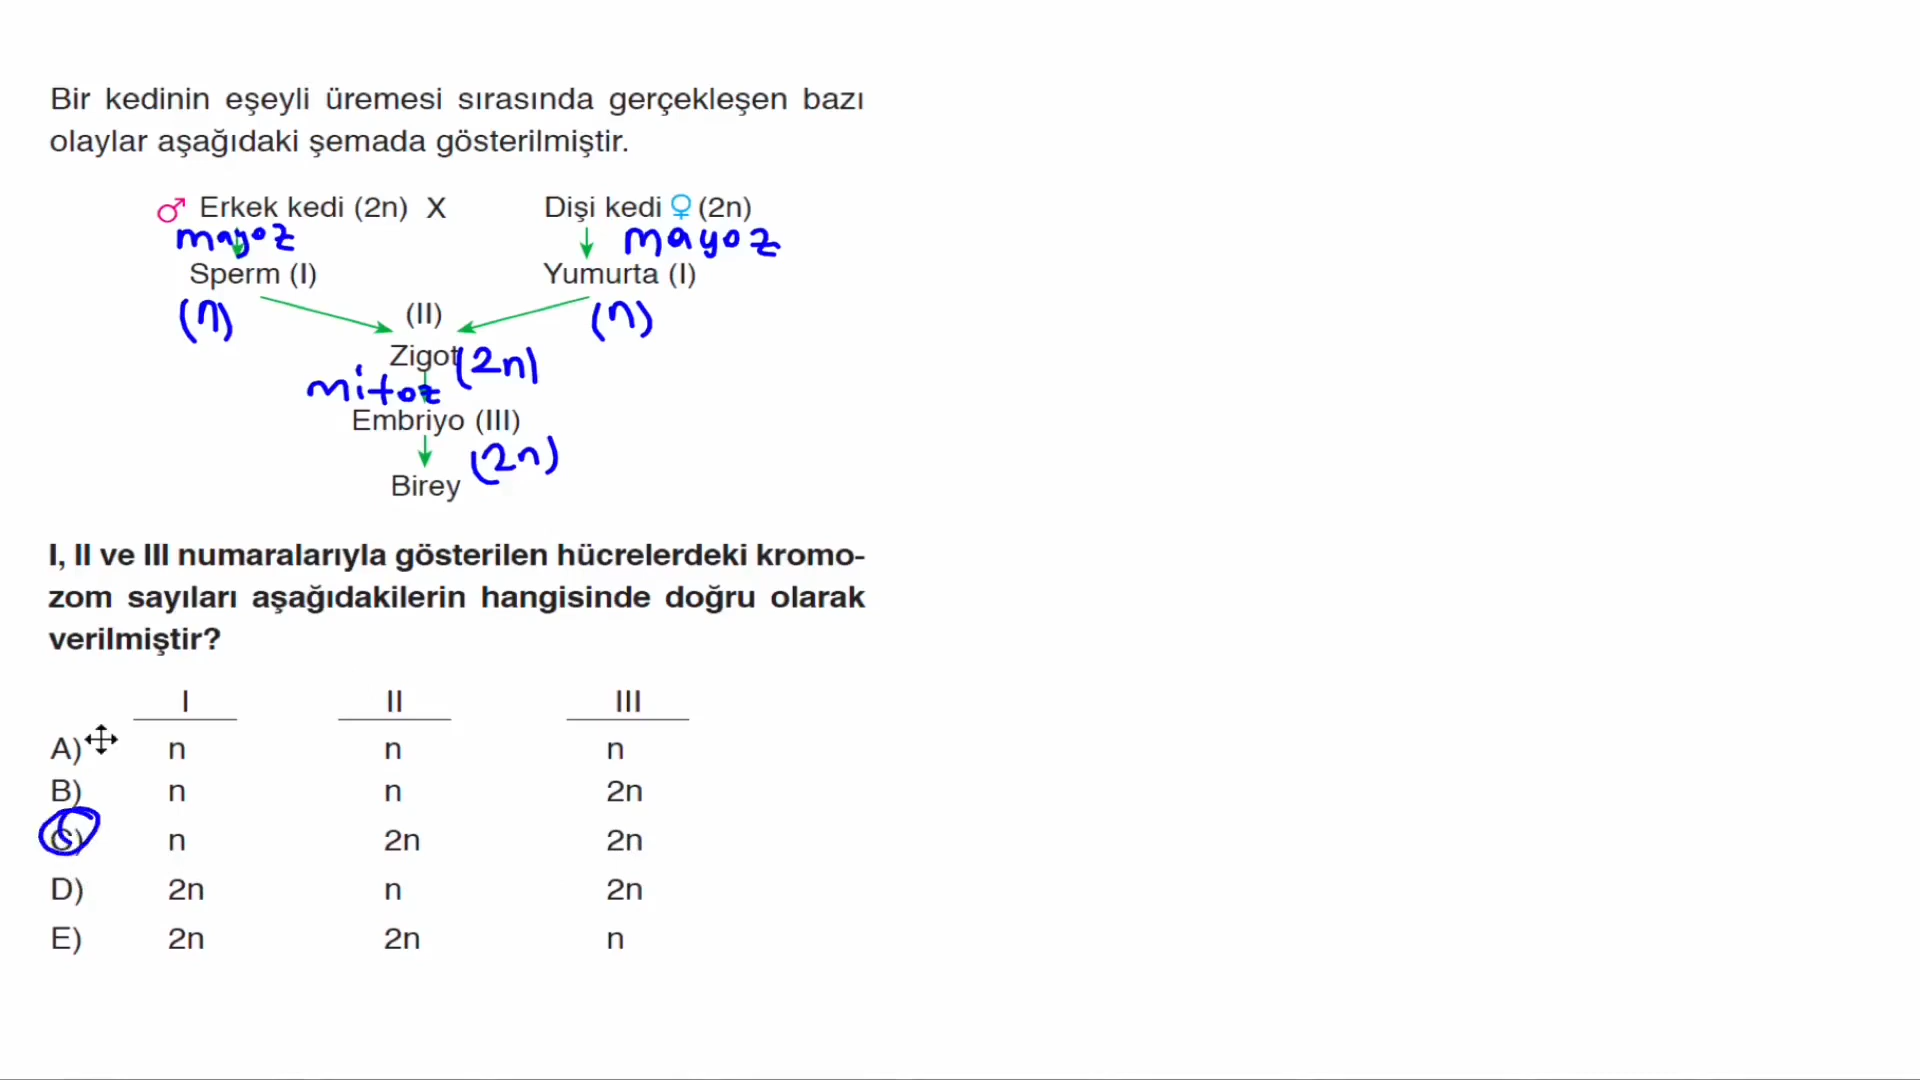 Bir kedinin eşeyli üremesi sırasında gerçekleşen bazı
olaylar aşağıdaki şemada gösterilmiştir.
♂ Erkek kedi (2n) X Dişi kedi ♀ (2n)
mayoz mayoz
Sperm (I) Yumurta (I)
(n) (II) (n)
Zigot (2n)
mitoz
Embriyo (III)
(2n)
Birey
I, II ve III numaralarıyla gösterilen hücrelerdeki kromo-
zom sayıları aşağıdakilerin hangisinde doğru olarak
verilmiştir?
I II III
A) n n n
B) n n 2n
C) n 2n 2n
D) 2n n 2n
E) 2n 2n n